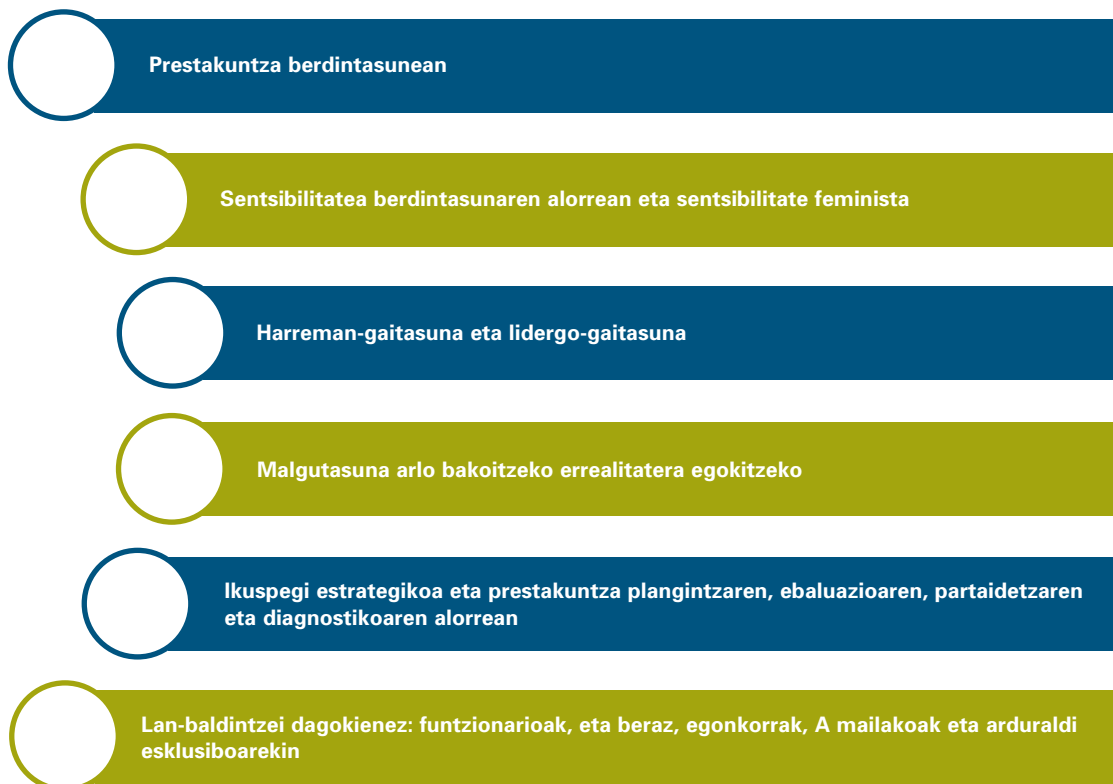 Prestakuntza berdintasunean
Sentsibilitatea berdintasunaren alorrean eta sentsibilitate feminista
Harreman-gaitasuna eta lidergo-gaitasuna
Malgutasuna arlo bakoitzeko errealitatera egokitzeko
Ikuspegi estrategikoa eta prestakuntza plangintzaren, ebaluazioaren, partaidetzaren
eta diagnostikoaren alorrean
Lan-baldintzei dagokienez: funtzionarioak, eta beraz, egonkorrak, A mailakoak eta arduraldi
esklusiboarekin